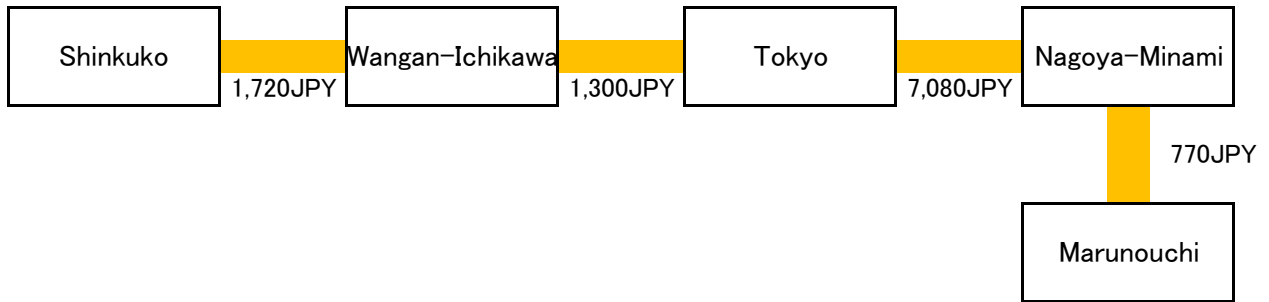 Shinkuko
Wangan-Ichikawa
Tokyo
Nagoya-Minami
1,720JPY
1,300JPY
7,080JPY
770JPY
Marunouchi